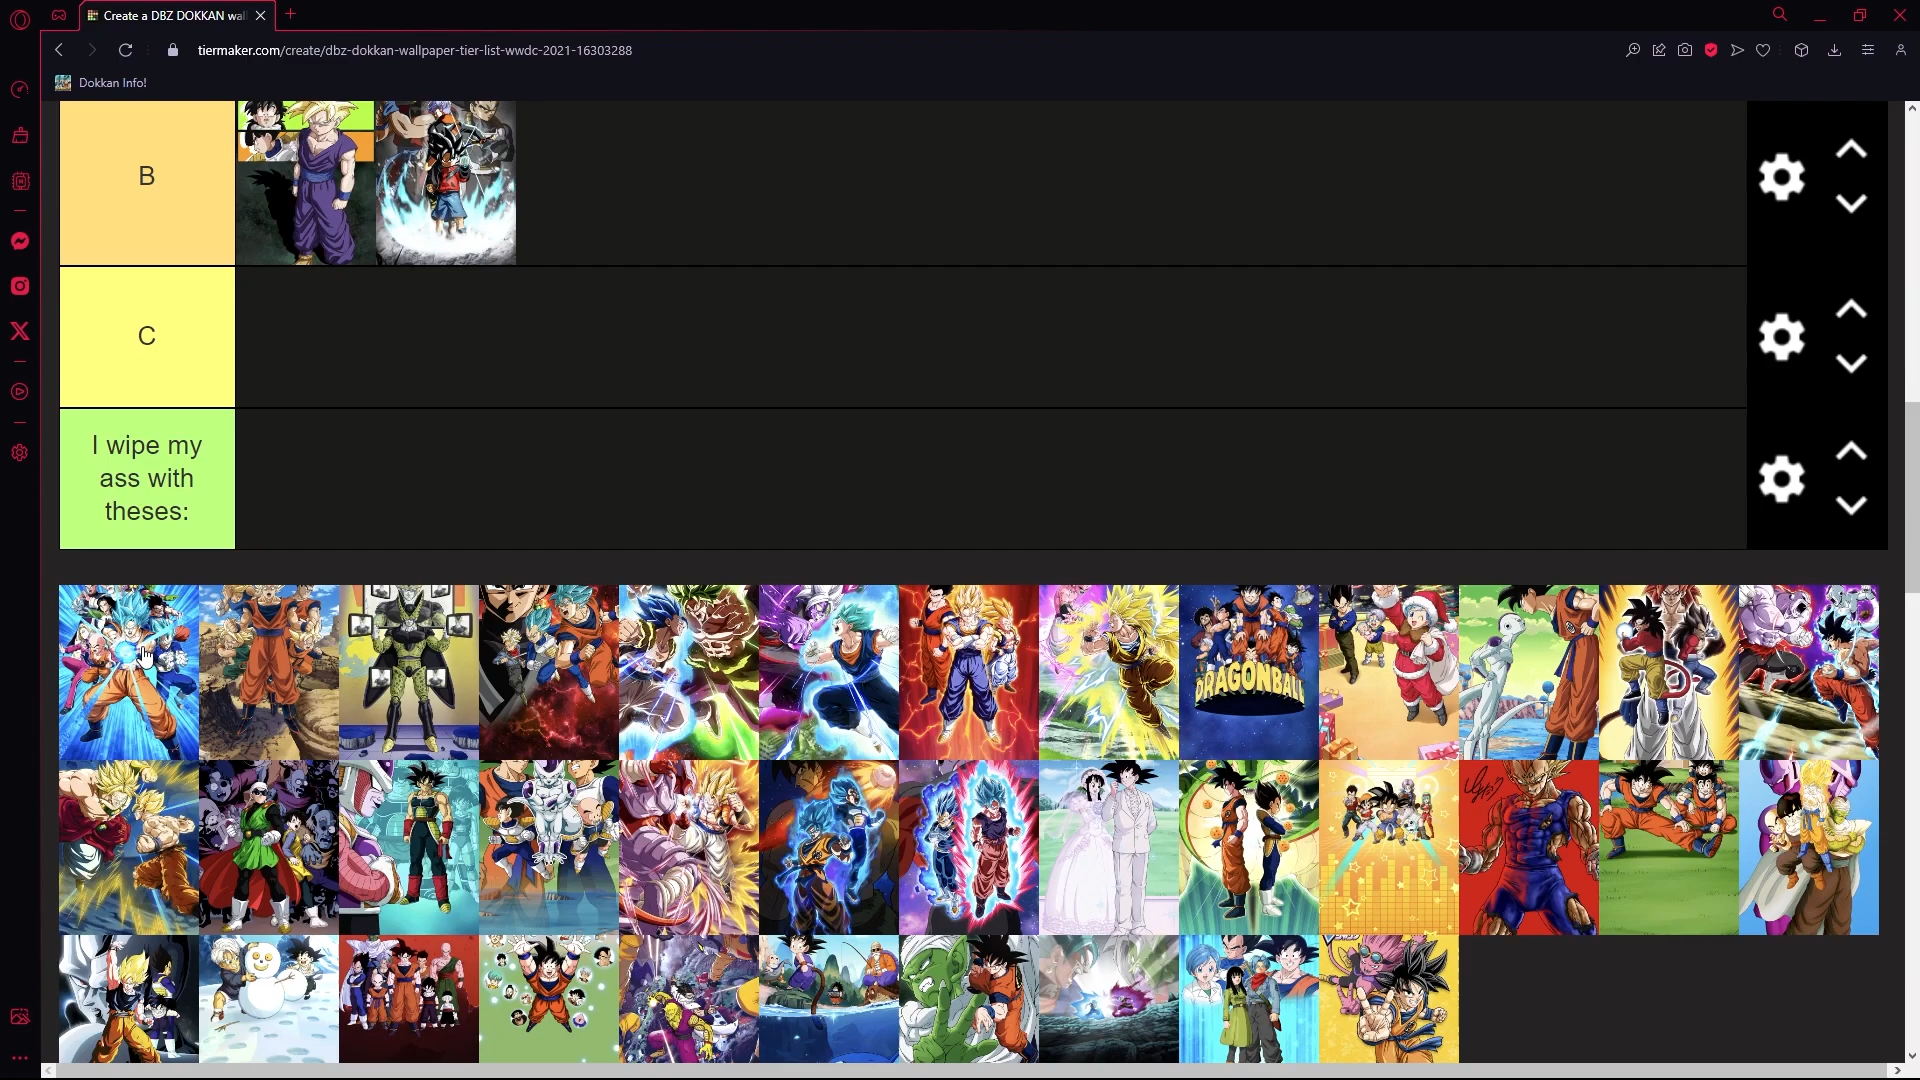 Create a DBZ DOKKAN wal
tiermaker.com/create/dbz-dokkan-wallpaper-tier-list-wwdc-2021-16303288
Dokkan Info!
B
C
I wipe my
ass with
theses:
DRAGONBALL